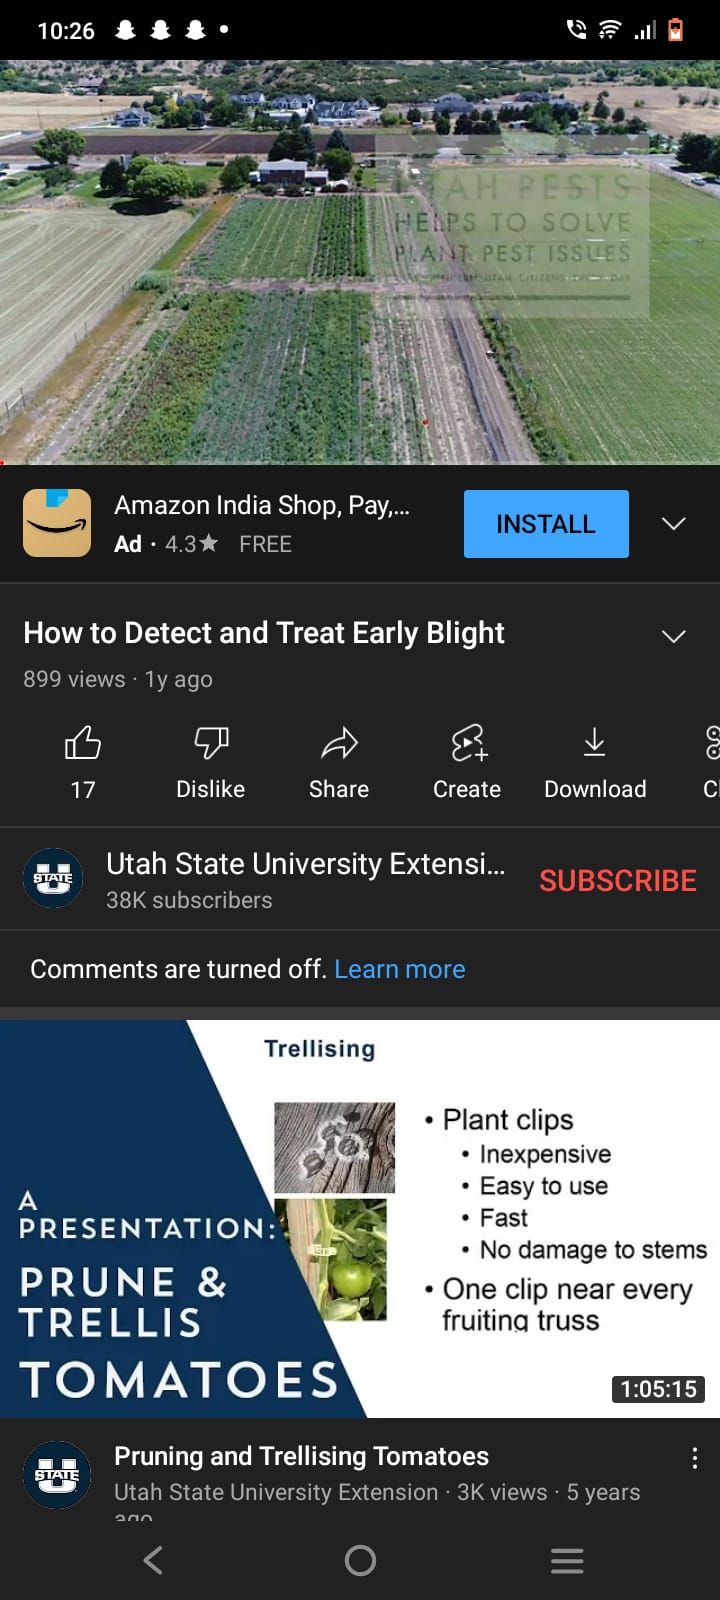 10:26
UTAH PESTS
HELPS TO SOLVE
PLANT PEST ISSUES
Amazon India Shop, Pay,...
Ad · 4.3★ FREE
INSTALL
How to Detect and Treat Early Blight
899 views · 1y ago
17
Dislike
Share
Create
Download
Cl
STATE
Utah State University Extensi...
38K subscribers
SUBSCRIBE
Comments are turned off. Learn more
Trellising
• Plant clips
• Inexpensive
• Easy to use
• Fast
• No damage to stems
• One clip near every
fruiting truss
A
PRESENTATION:
PRUNE &
TRELLIS
TOMATOES
1:05:15
STATE
Pruning and Trellising Tomatoes
Utah State University Extension · 3K views · 5 years
ago